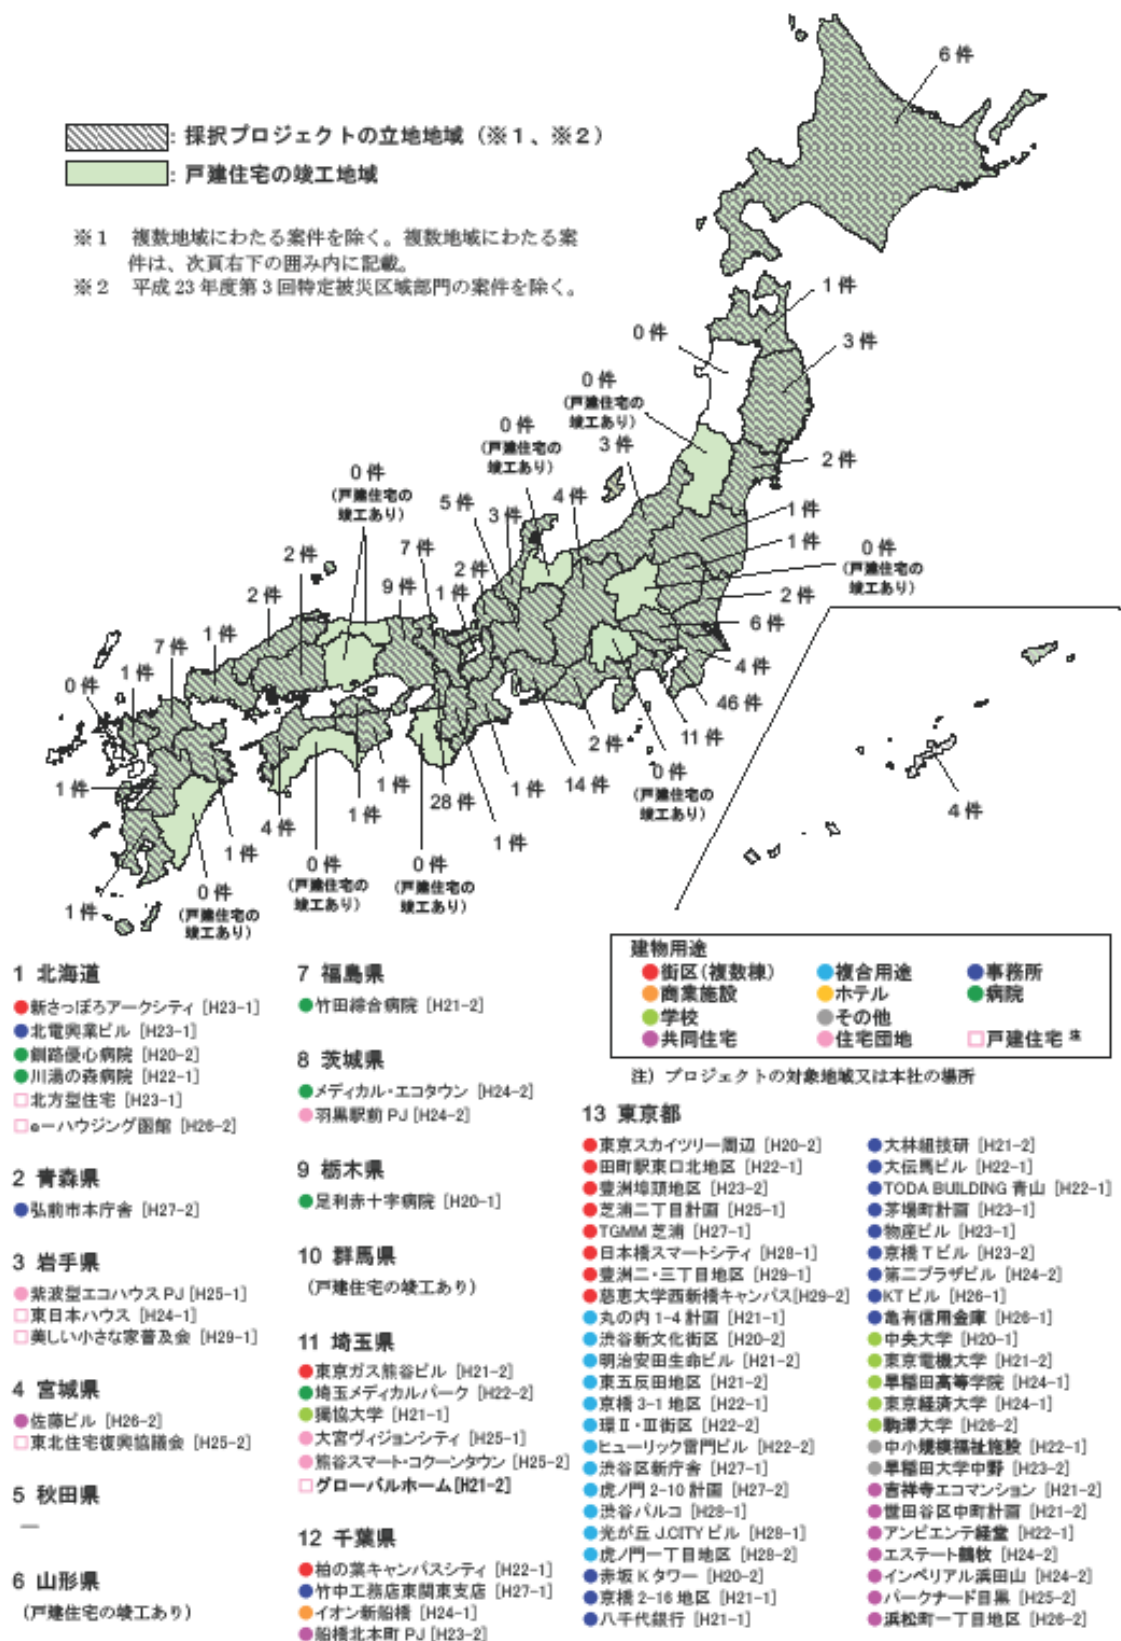 6 件
：採択プロジェクトの立地地域（※１、※２）
：戸建住宅の竣工地域
※１　複数地域にわたる案件を除く。複数地域にわたる案
件は、次頁右下の囲み内に記載。
※２　平成 23 年度第 3 回特定被災区域部門の案件を除く。
1 件
0 件
3 件
0 件
(戸建住宅の
竣工あり)
0 件
(戸建住宅の
竣工あり)
3 件
2 件
0 件
(戸建住宅の
竣工あり)
5 件
3 件
4 件
1 件
1 件
0 件
(戸建住宅の
竣工あり)
2 件
7 件
2 件
9 件
1 件
2 件
2 件
6 件
1 件
7 件
1 件
0 件
4 件
46 件
11 件
2 件
14 件
0 件
(戸建住宅の
竣工あり)
1 件
1 件
28 件
1 件
1 件
4 件
1 件
1 件
0 件
(戸建住宅の
竣工あり)
0 件
(戸建住宅の
竣工あり)
0 件
(戸建住宅の
竣工あり)
1 件
4 件
建物用途
街区(複数棟)
複合用途
事務所
商業施設
ホテル
病院
学校
その他
共同住宅
住宅団地
戸建住宅 注
注）プロジェクトの対象地域又は本社の場所
1 北海道
新さっぽろアークシティ [H23-1]
北電興業ビル [H23-1]
釧路優心病院 [H20-2]
川湯の森病院 [H22-1]
北方型住宅 [H23-1]
e－ハウジング函館 [H26-2]
2 青森県
弘前市本庁舎 [H27-2]
3 岩手県
紫波型エコハウス PJ [H25-1]
東日本ハウス [H24-1]
美しい小さな家普及会 [H29-1]
4 宮城県
佐藤ビル [H26-2]
東北住宅復興協議会 [H25-2]
5 秋田県
―
6 山形県
(戸建住宅の竣工あり)
7 福島県
竹田綜合病院 [H21-2]
8 茨城県
メディカル・エコタウン [H24-2]
羽黒駅前 PJ [H24-2]
9 栃木県
足利赤十字病院 [H20-1]
10 群馬県
(戸建住宅の竣工あり)
11 埼玉県
東京ガス熊谷ビル [H21-2]
埼玉メディカルパーク [H22-2]
獨協大学 [H21-1]
大宮ヴィジョンシティ [H25-1]
熊谷スマート・コクーンタウン [H25-2]
グローバルホーム [H21-2]
12 千葉県
柏の葉キャンパスシティ [H22-1]
竹中工務店東関東支店 [H27-1]
イオン新船橋 [H24-1]
船橋北本町 PJ [H23-2]
13 東京都
東京スカイツリー周辺 [H20-2]
田町駅東口北地区 [H22-1]
豊洲埠頭地区 [H23-2]
芝浦二丁目計画 [H25-1]
TGMM 芝浦 [H27-1]
日本橋スマートシティ [H28-1]
豊洲二・三丁目地区 [H29-1]
慈恵大学西新橋キャンパス[H29-2]
丸の内 1-4 計画 [H21-1]
渋谷新文化街区 [H20-2]
明治安田生命ビル [H21-2]
東五反田地区 [H21-2]
京橋 3-1 地区 [H22-1]
環Ⅱ・Ⅲ街区 [H22-2]
ヒューリック雷門ビル [H22-2]
渋谷区新庁舎 [H27-1]
虎ノ門 2-10 計画 [H27-2]
渋谷パルコ [H28-1]
光が丘 J.CITY ビル [H28-1]
虎ノ門一丁目地区 [H28-2]
赤坂 K タワー [H20-2]
京橋 2-16 地区 [H21-1]
八千代銀行 [H21-1]
大林組技研 [H21-2]
大伝馬ビル [H22-1]
TODA BUILDING 青山 [H22-1]
茅場町計画 [H23-1]
物産ビル [H23-1]
京橋 T ビル [H23-2]
第二プラザビル [H24-2]
KT ビル [H26-1]
亀有信用金庫 [H26-1]
中央大学 [H20-1]
東京電機大学 [H21-2]
早稲田高等学院 [H24-1]
東京経済大学 [H24-1]
駒澤大学 [H26-2]
中小規模福祉施設 [H22-1]
早稲田大学中野 [H23-2]
吉祥寺エコマンション [H21-2]
世田谷区中町計画 [H21-2]
アンビエンテ経堂 [H22-1]
エステート鶴牧 [H24-2]
インペリアル浜田山 [H24-2]
パークナード目黒 [H25-2]
浜松町一丁目地区 [H26-2]